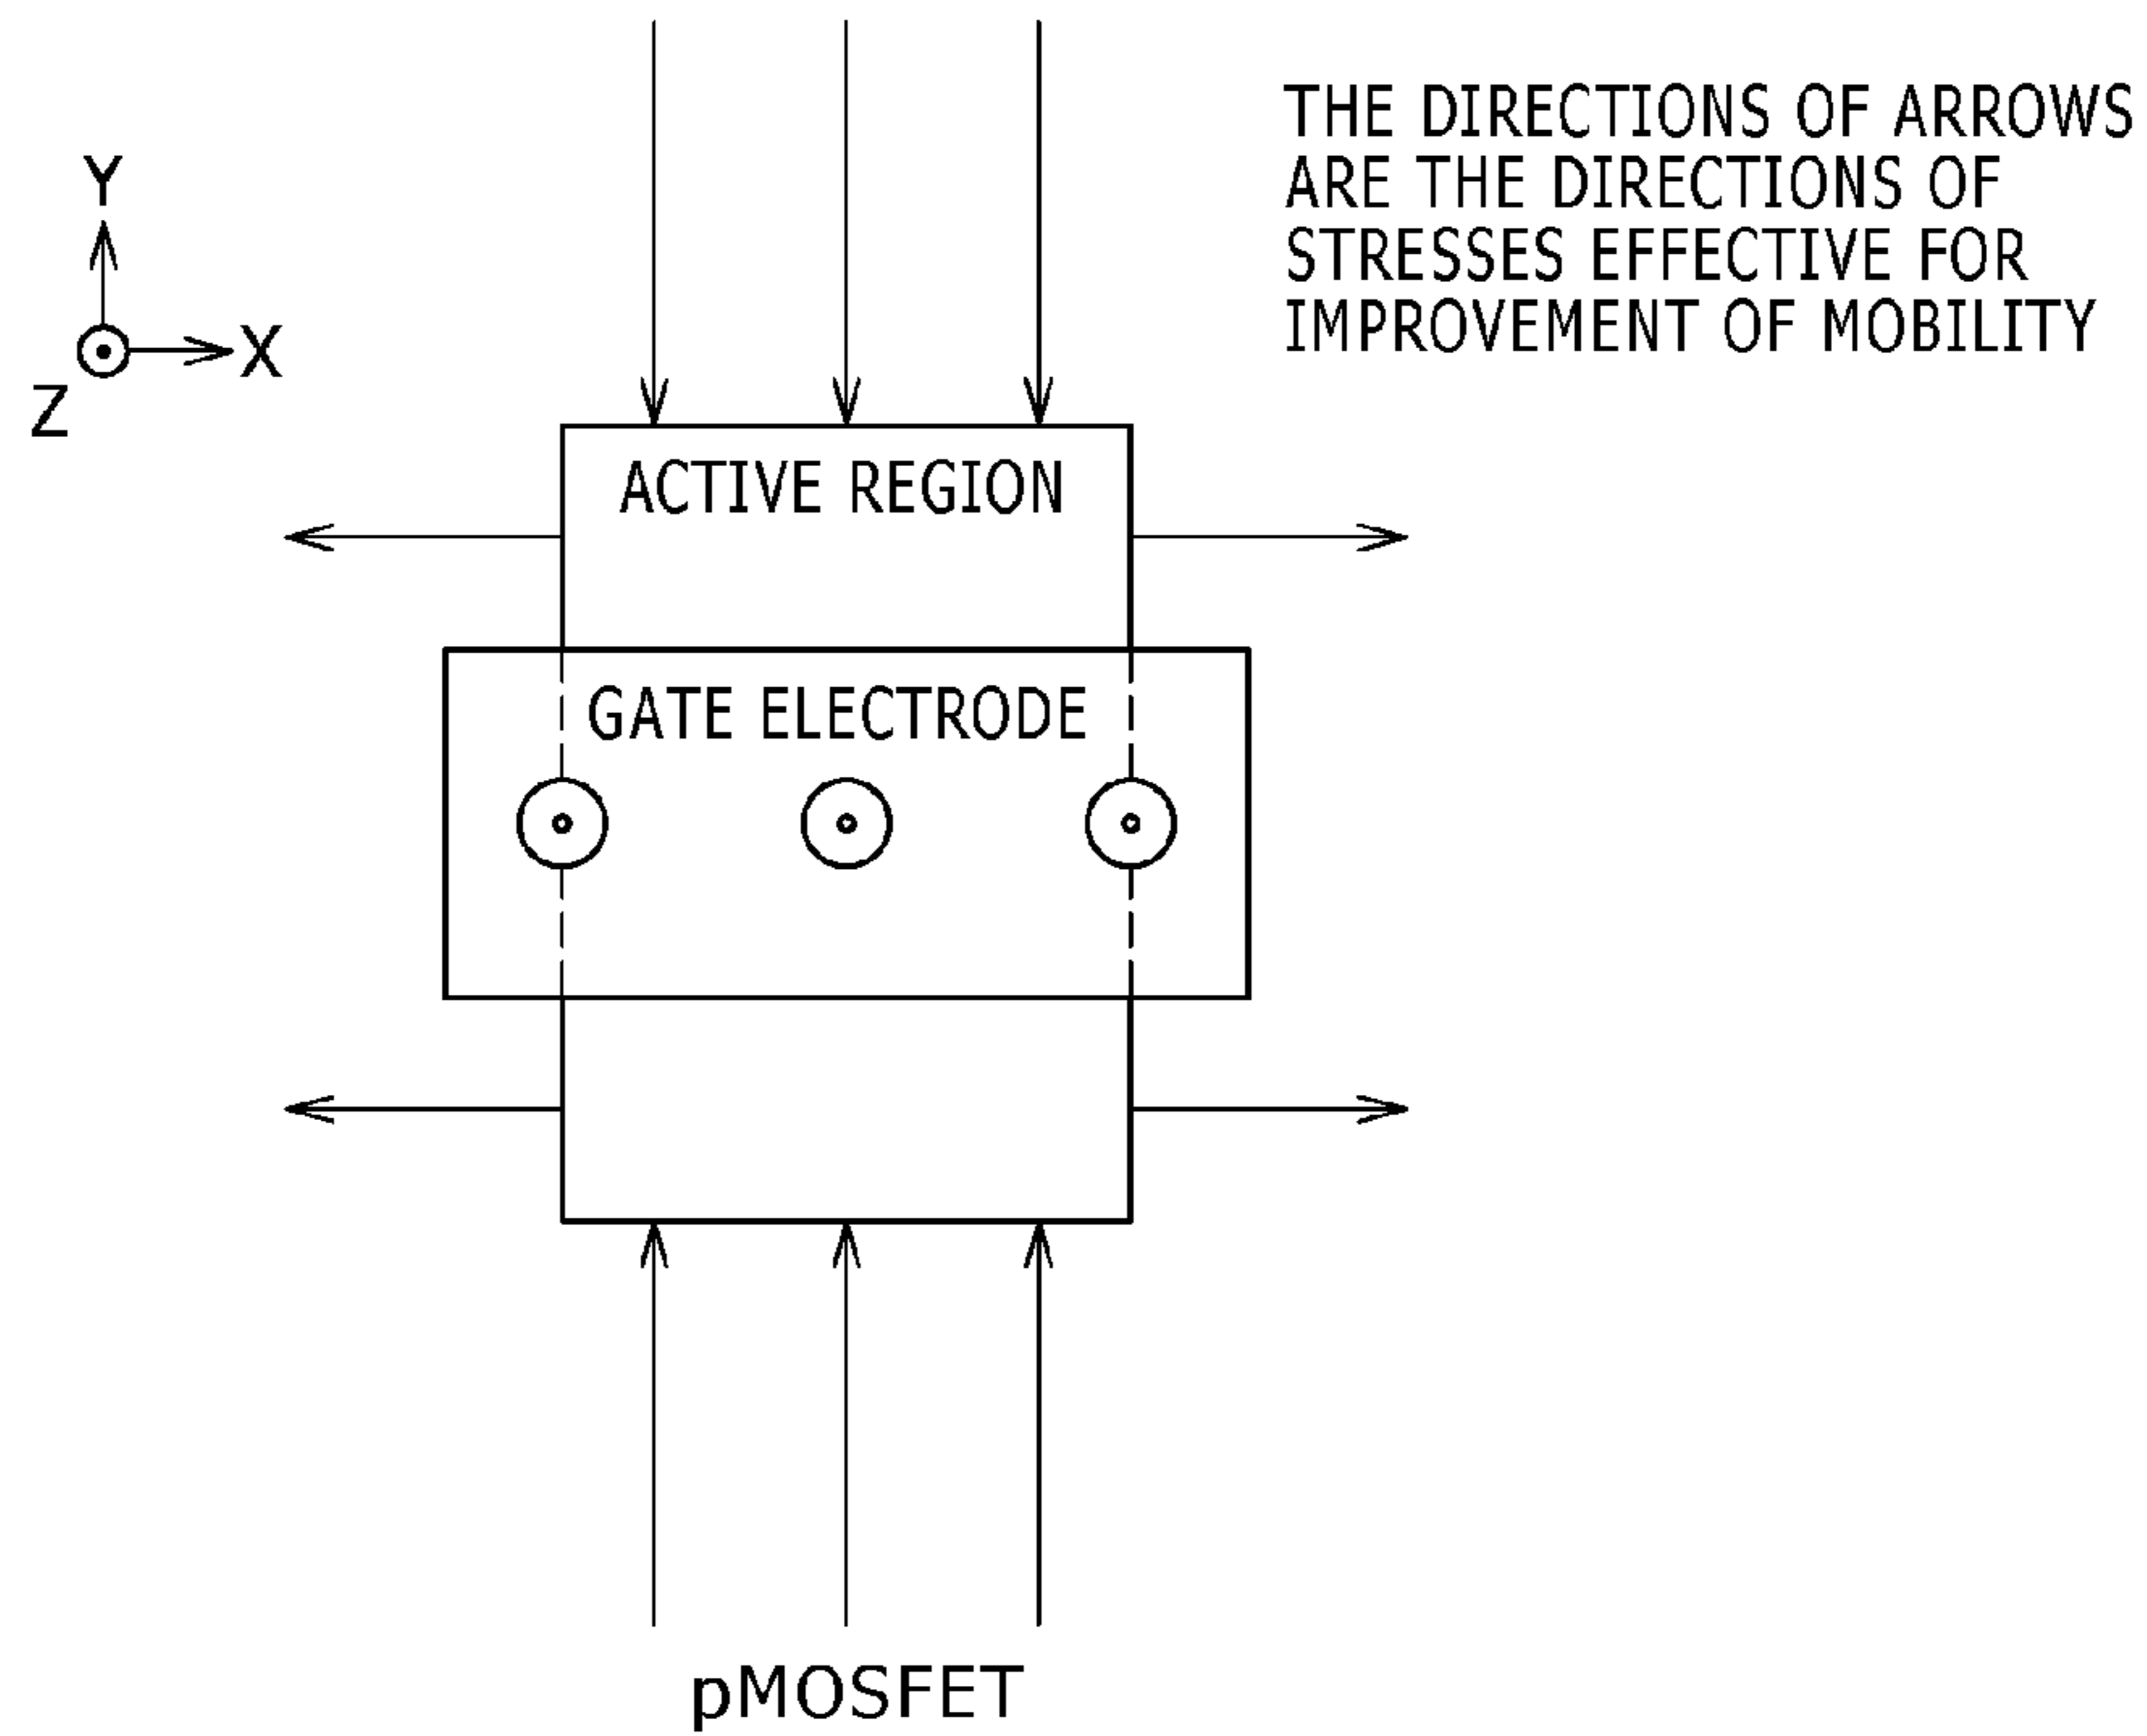 THE DIRECTIONS OF ARROWS
ARE THE DIRECTIONS OF
STRESSES EFFECTIVE FOR
IMPROVEMENT OF MOBILITY
Y
X
Z
ACTIVE REGION
GATE ELECTRODE
pMOSFET